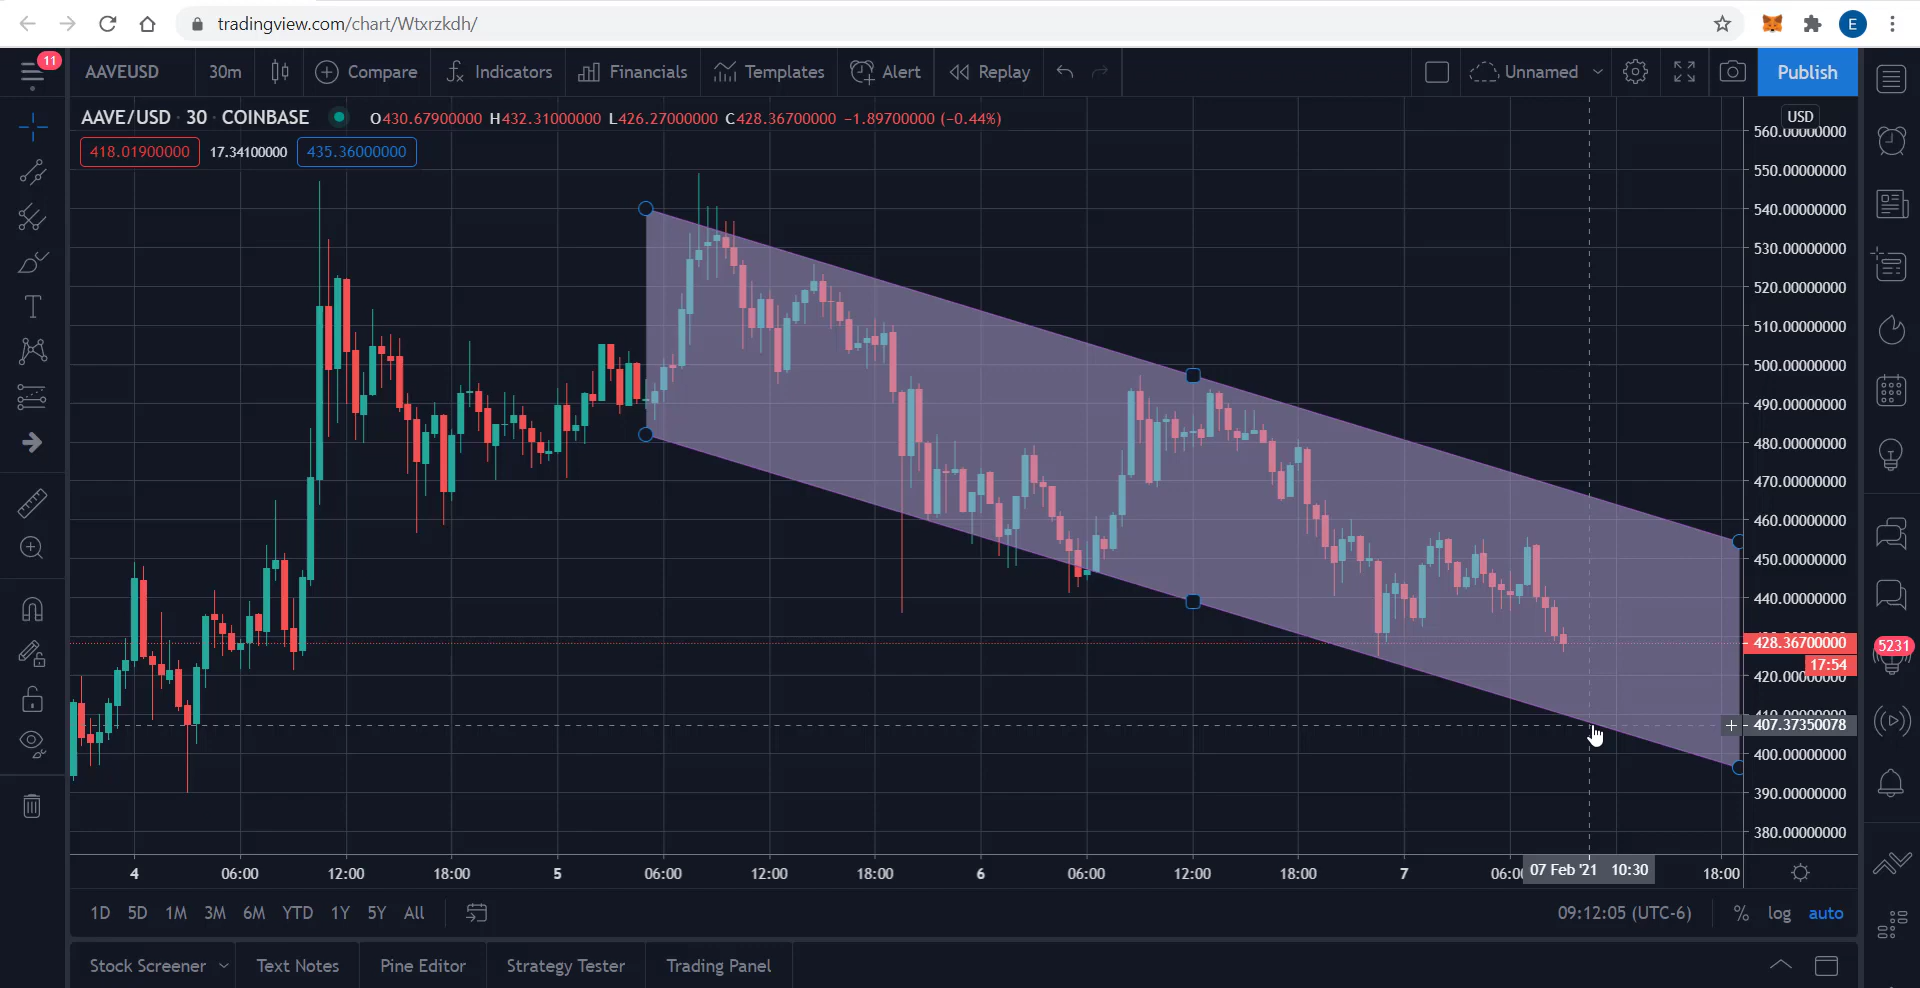 tradingview.com/chart/Wtxrzkdh/
E
11
AAVEUSD 30m Compare Indicators Financials Templates Alert Replay Unnamed Publish
AAVE/USD · 30 · COINBASE O430.67900000 H432.31000000 L426.27000000 C428.36700000 −1.89700000 (−0.44%)
418.01900000 17.34100000 435.36000000
USD
560.00000000
550.00000000
540.00000000
530.00000000
520.00000000
510.00000000
500.00000000
490.00000000
480.00000000
470.00000000
460.00000000
450.00000000
440.00000000
428.36700000
17:54
420.00000000
407.37350078
400.00000000
390.00000000
380.00000000
5231
4 06:00 12:00 18:00 5 06:00 12:00 18:00 6 06:00 12:00 18:00 7 06:0 07 Feb '21 10:30 18:00
1D 5D 1M 3M 6M YTD 1Y 5Y All 09:12:05 (UTC-6) % log auto
Stock Screener Text Notes Pine Editor Strategy Tester Trading Panel